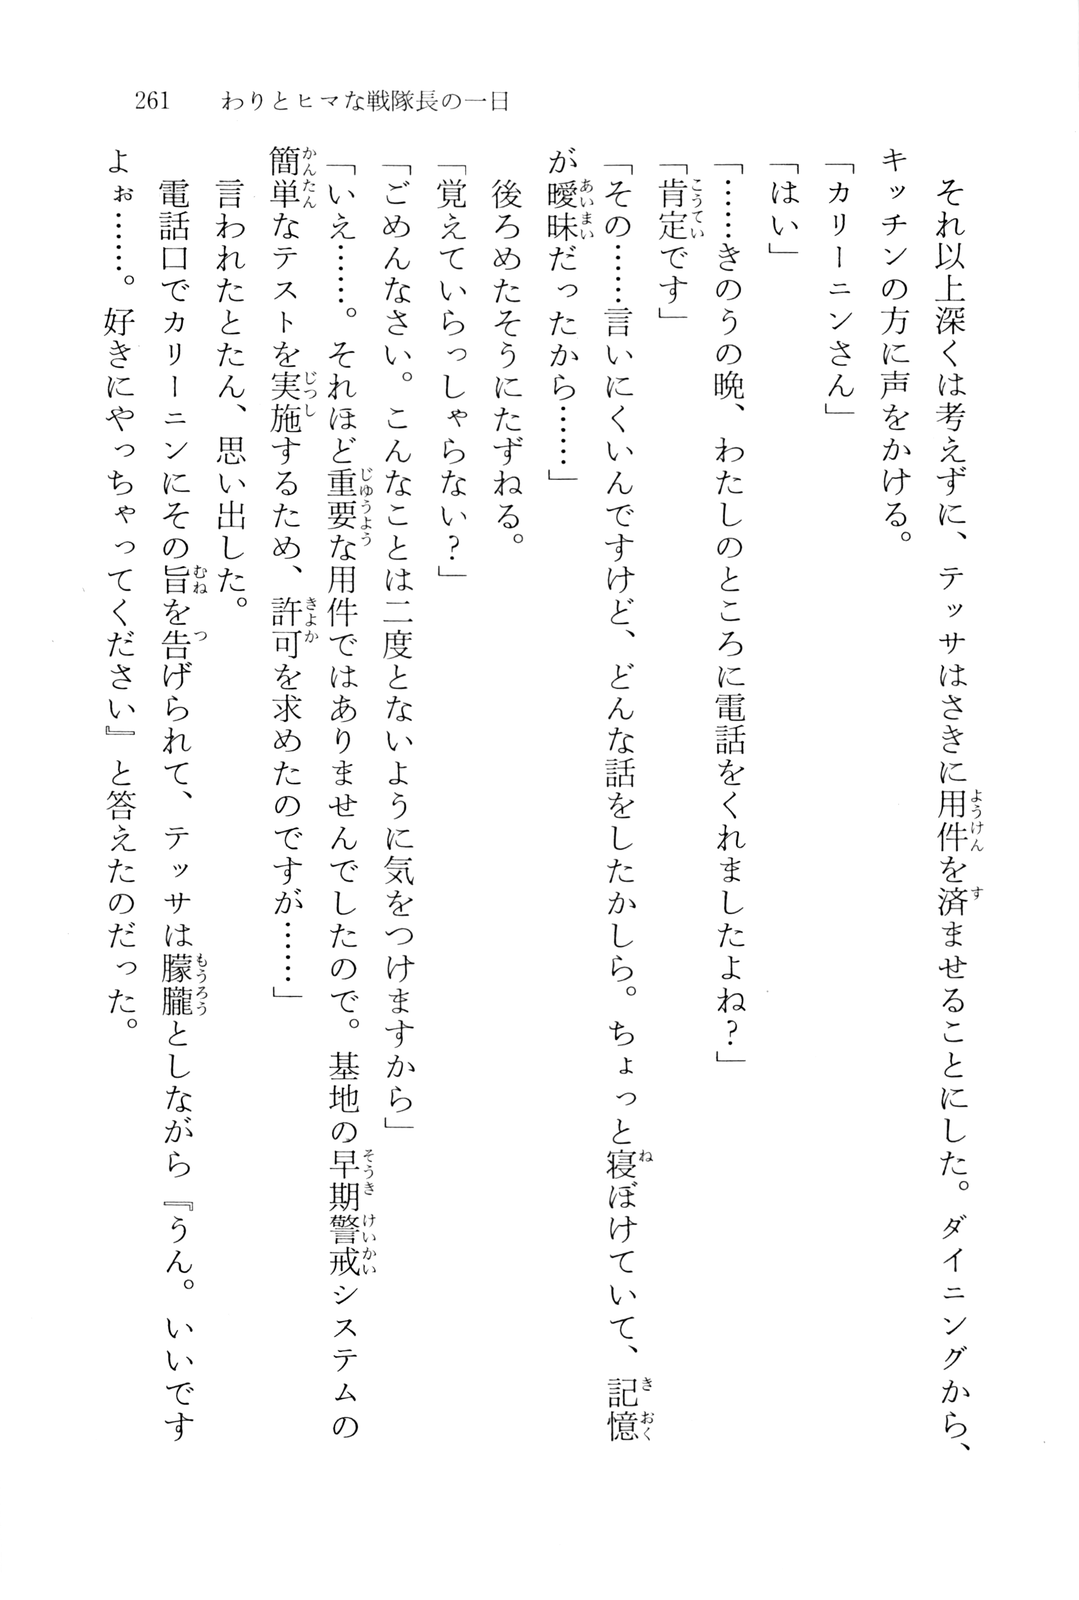 261　わりとヒマな戦隊長の一日
　それ以上深くは考えずに、テッサはさきに用件を済ませることにした。ダイニングから、
キッチンの方に声をかける。
「カリーニンさん」
「はい」
「……きのうの晩、わたしのところに電話をくれましたよね？」
「肯定です」
「その……言いにくいんですけど、どんな話をしたかしら。ちょっと寝ぼけていて、記憶
が曖昧だったから……」
　後ろめたそうにたずねる。
「覚えていらっしゃらない？」
「ごめんなさい。こんなことは二度とないように気をつけますから」
「いえ……。それほど重要な用件ではありませんでしたので。基地の早期警戒システムの
簡単なテストを実施するため、許可を求めたのですが……」
　言われたとたん、思い出した。
　電話口でカリーニンにその旨を告げられて、テッサは朦朧としながら『うん。いいです
よぉ……。好きにやっちゃってください』と答えたのだった。